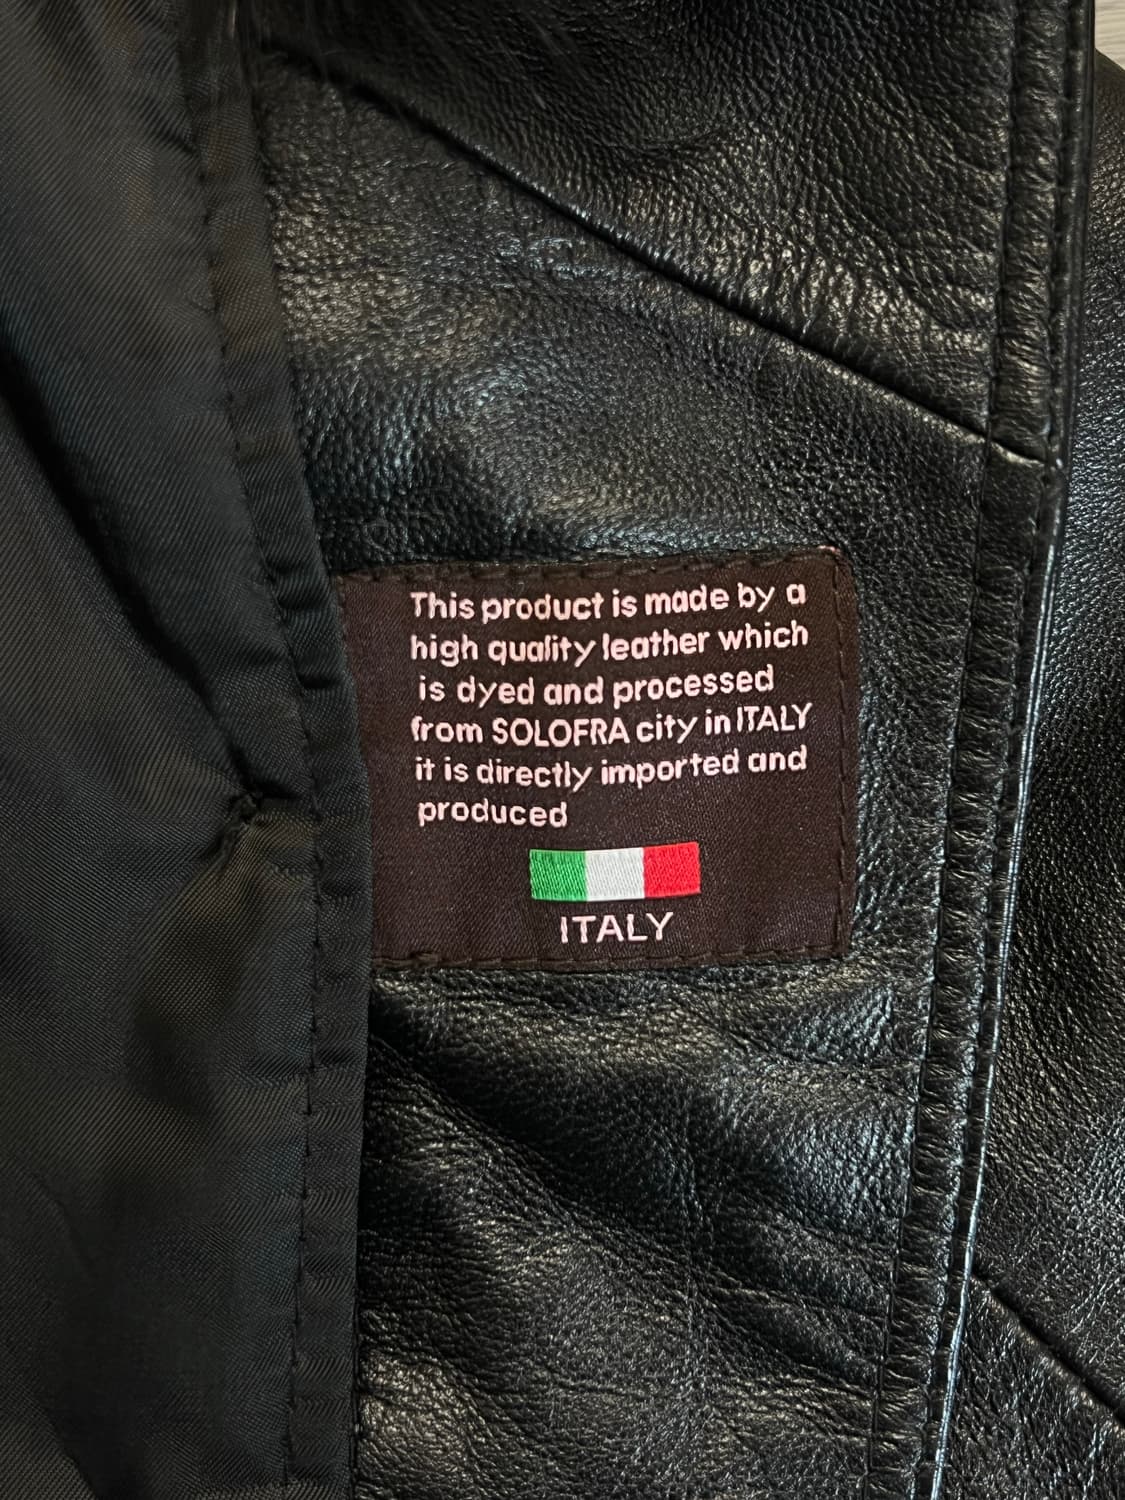 This product is made by a
high quality leather which
is dyed and processed
from SOLOFRA city in ITALY
it is directly imported and
produced
ITALY